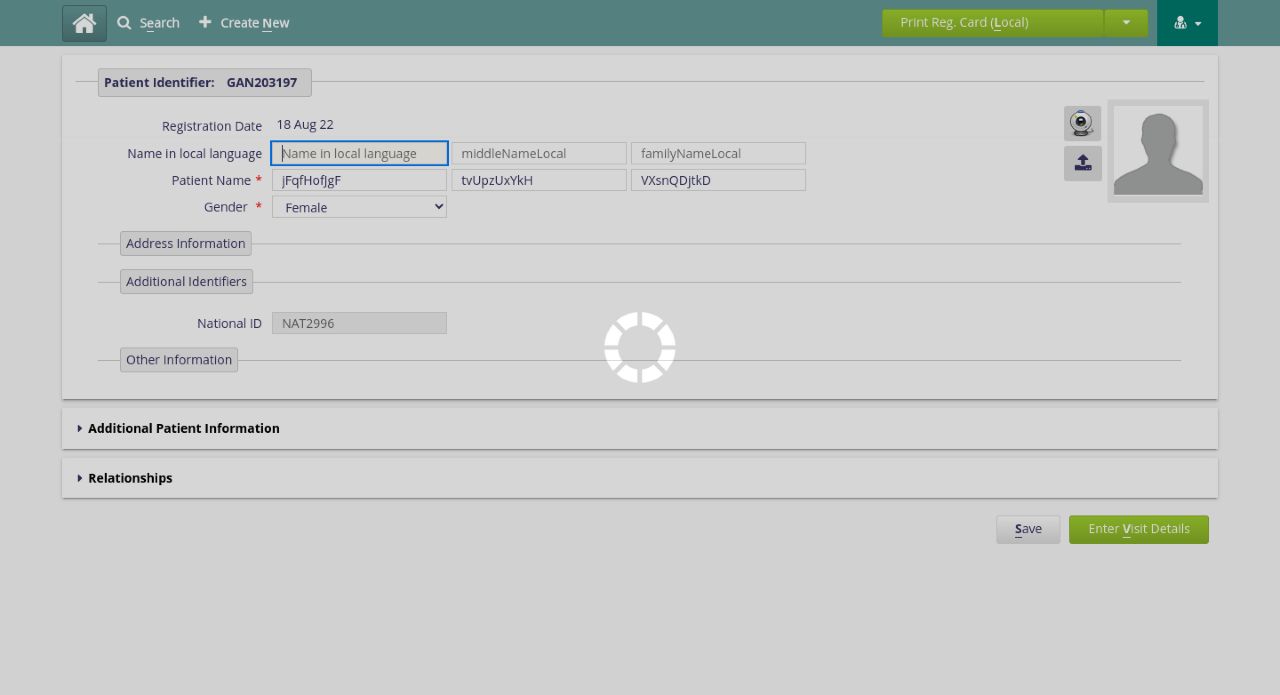 Search Create New Print Reg. Card (Local)
Patient Identifier: GAN203197
Registration Date 18 Aug 22
Name in local language Name in local language middleNameLocal familyNameLocal
Patient Name * jFqfHofJgF tvUpzUxYkH VXsnQDjtkD
Gender * Female
Address Information
Additional Identifiers
National ID NAT2996
Other Information
Additional Patient Information
Relationships
Save Enter Visit Details